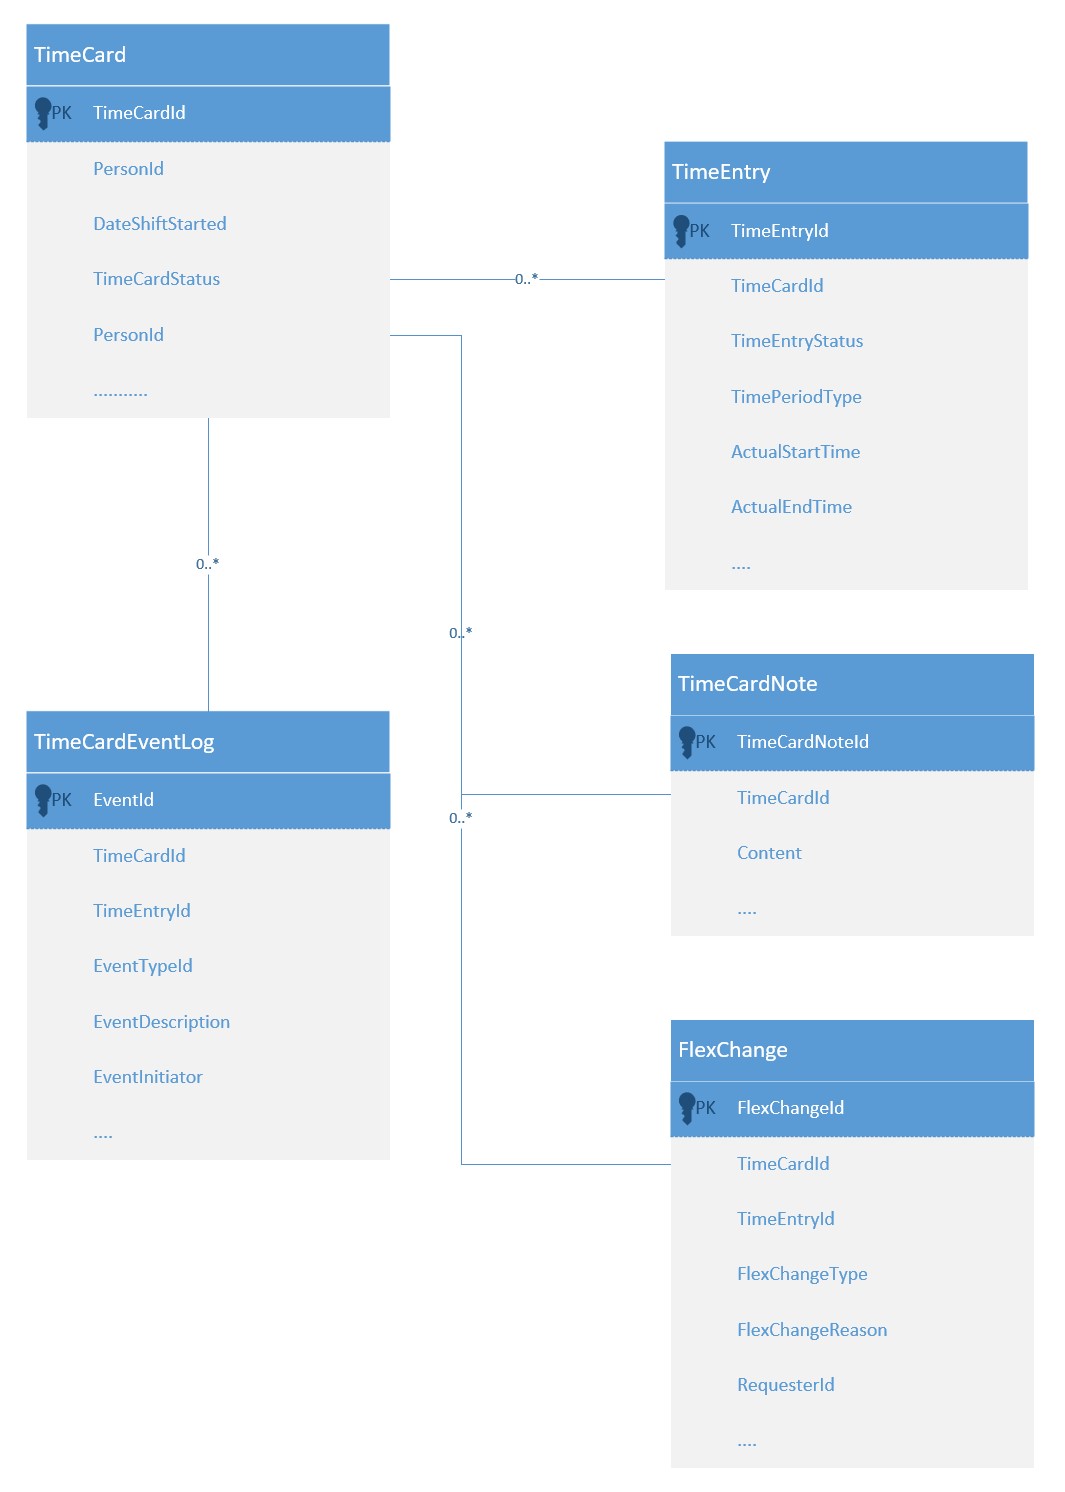 TimeCard
PK TimeCardId
PersonId
DateShiftStarted
TimeCardStatus
PersonId
...........
0..*
TimeEntry
PK TimeEntryId
TimeCardId
TimeEntryStatus
TimePeriodType
ActualStartTime
ActualEndTime
....
0..*
0..*
0..*
TimeCardNote
PK TimeCardNoteId
TimeCardId
Content
....
TimeCardEventLog
PK EventId
TimeCardId
TimeEntryId
EventTypeId
EventDescription
EventInitiator
....
FlexChange
PK FlexChangeId
TimeCardId
TimeEntryId
FlexChangeType
FlexChangeReason
RequesterId
....